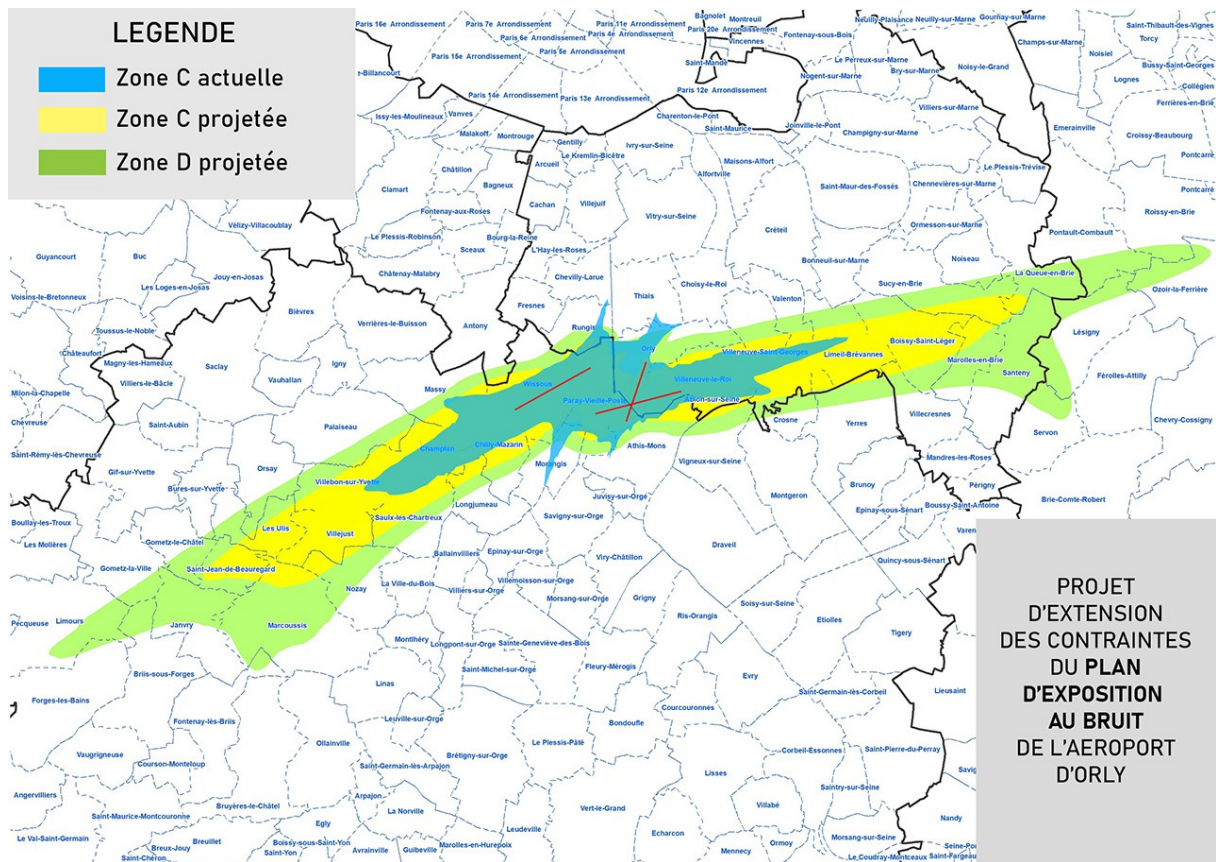 LEGENDE
Zone C actuelle
Zone C projetée
Zone D projetée
Paris 16e Arrondissement
Paris 7e Arrondissement
Paris 11e Arrondissement
Bagnolet
Montreuil
Neuilly-Plaisance
Neuilly-sur-Marne
Gournay-sur-Marne
Paris 6e Arrondissement
Paris 4e Arrondissement
Paris 20e Arrondissement
Fontenay-sous-Bois
Champs-sur-Marne
Saint-Thibault-des-Vignes
Torcy
Paris 15e Arrondissement
Paris 5e Arrondissement
Vincennes
Saint-Mandé
Le Perreux-sur-Marne
Bry-sur-Marne
Noisy-le-Grand
Noisiel
Bussy-Saint-Georges
e-Billancourt
Nogent-sur-Marne
Lognes
Collégien
Paris 14e Arrondissement
Paris 13e Arrondissement
Paris 12e Arrondissement
Ferrières-en-Brie
Issy-les-Moulineaux
Vanves
Malakoff
Montrouge
Gentilly
Charenton-le-Pont
Saint-Maurice
Joinville-le-Pont
Villiers-sur-Marne
Champigny-sur-Marne
Emerainville
Croissy-Beaubourg
Pontcarré
Châtillon
Arcueil
Le Kremlin-Bicêtre
Ivry-sur-Seine
Maisons-Alfort
Alfortville
Le Plessis-Trévise
Clamart
Bagneux
Cachan
Villejuif
Saint-Maur-des-Fossés
Chennevières-sur-Marne
Pontcarré
Fontenay-aux-Roses
Vitry-sur-Seine
Roissy-en-Brie
Vélizy-Villacoublay
Le Plessis-Robinson
Bourg-la-Reine
Sceaux
L'Hay-les-Roses
Créteil
Ormesson-sur-Marne
Pontault-Combault
Guyancourt
Buc
Bonneuil-sur-Marne
Noiseau
Jouy-en-Josas
Châtenay-Malabry
Chevilly-Larue
Choisy-le-Roi
Sucy-en-Brie
La Queue-en-Brie
Voisins-le-Bretonneux
Les Loges-en-Josas
Fresnes
Thiais
Valenton
Ozoir-la-Ferrière
Toussus-le-Noble
Bièvres
Verrières-le-Buisson
Antony
Rungis
Lésigny
Châteaufort
Magny-les-Hameaux
Saclay
Igny
Orly
Villeneuve-Saint-Georges
Limeil-Brévannes
Boissy-Saint-Léger
Marolles-en-Brie
Santeny
Villiers-le-Bâcle
Vauhallan
Massy
Wissous
Villeneuve-le-Roi
Férolles-Attilly
Milon-la-Chapelle
Paray-Vieille-Poste
Ablon-sur-Seine
Chevreuse
Saint-Aubin
Palaiseau
Crosne
Yerres
Villecresnes
Chevry-Cossigny
Saint-Rémy-lès-Chevreuse
Orsay
Champlan
Chilly-Mazarin
Athis-Mons
Servon
Gif-sur-Yvette
Morangis
Vigneux-sur-Seine
Mandres-les-Roses
Bures-sur-Yvette
Villebon-sur-Yvette
Montgeron
Brunoy
Périgny
Boullay-les-Troux
Longjumeau
Juvisy-sur-Orge
Epinay-sous-Sénart
Boussy-Saint-Antoine
Brie-Comte-Robert
Saulx-les-Chartreux
Savigny-sur-Orge
Varen
Les Molières
Gometz-le-Châtel
Les Ulis
Villejust
Draveil
Ballainvilliers
Epinay-sur-Orge
Viry-Châtillon
Quincy-sous-Sénart
Gometz-la-Ville
Saint-Jean-de-Beauregard
Nozay
La Ville-du-Bois
Villemoisson-sur-Orge
Villiers-sur-Orge
Morsang-sur-Orge
Grigny
Soisy-sur-Seine
Pecqueuse
Limours
Janvry
Marcoussis
Ris-Orangis
Etiolles
Tigery
Montlhéry
Longpont-sur-Orge
Sainte-Geneviève-des-Bois
Briis-sous-Forges
Saint-Michel-sur-Orge
Fleury-Mérogis
Forges-les-Bains
Linas
Evry
Saint-Germain-lès-Corbeil
Lieusaint
Fontenay-lès-Briis
Leuville-sur-Orge
Courcouronnes
Bondoufle
Vaugrigneuse
Ollainville
Brétigny-sur-Orge
Le Plessis-Pâté
Corbeil-Essonnes
Saint-Pierre-du-Perray
Courson-Monteloup
Saint-Germain-lès-Arpajon
Lisses
Savig
Angervilliers
Arpajon
Saintry-sur-Seine
Saint-Maurice-Montcouronne
Bruyères-le-Châtel
La Norville
Vert-le-Grand
Villabé
Nandy
Le Val-Saint-Germain
Breuillet
Egly
Leudeville
Echarcon
Ormoy
Morsang-sur-Seine
Breux-Jouy
Boissy-sous-Saint-Yon
Saint-Yon
Avrainville
Guibeville
Marolles-en-Hurepoix
Mennecy
Le Coudray-Montceaux
Seine-Por
Saint-Chéron
Saint-Fargeau
PROJET
D'EXTENSION
DES CONTRAINTES
DU PLAN
D'EXPOSITION
AU BRUIT
DE L'AEROPORT
D'ORLY